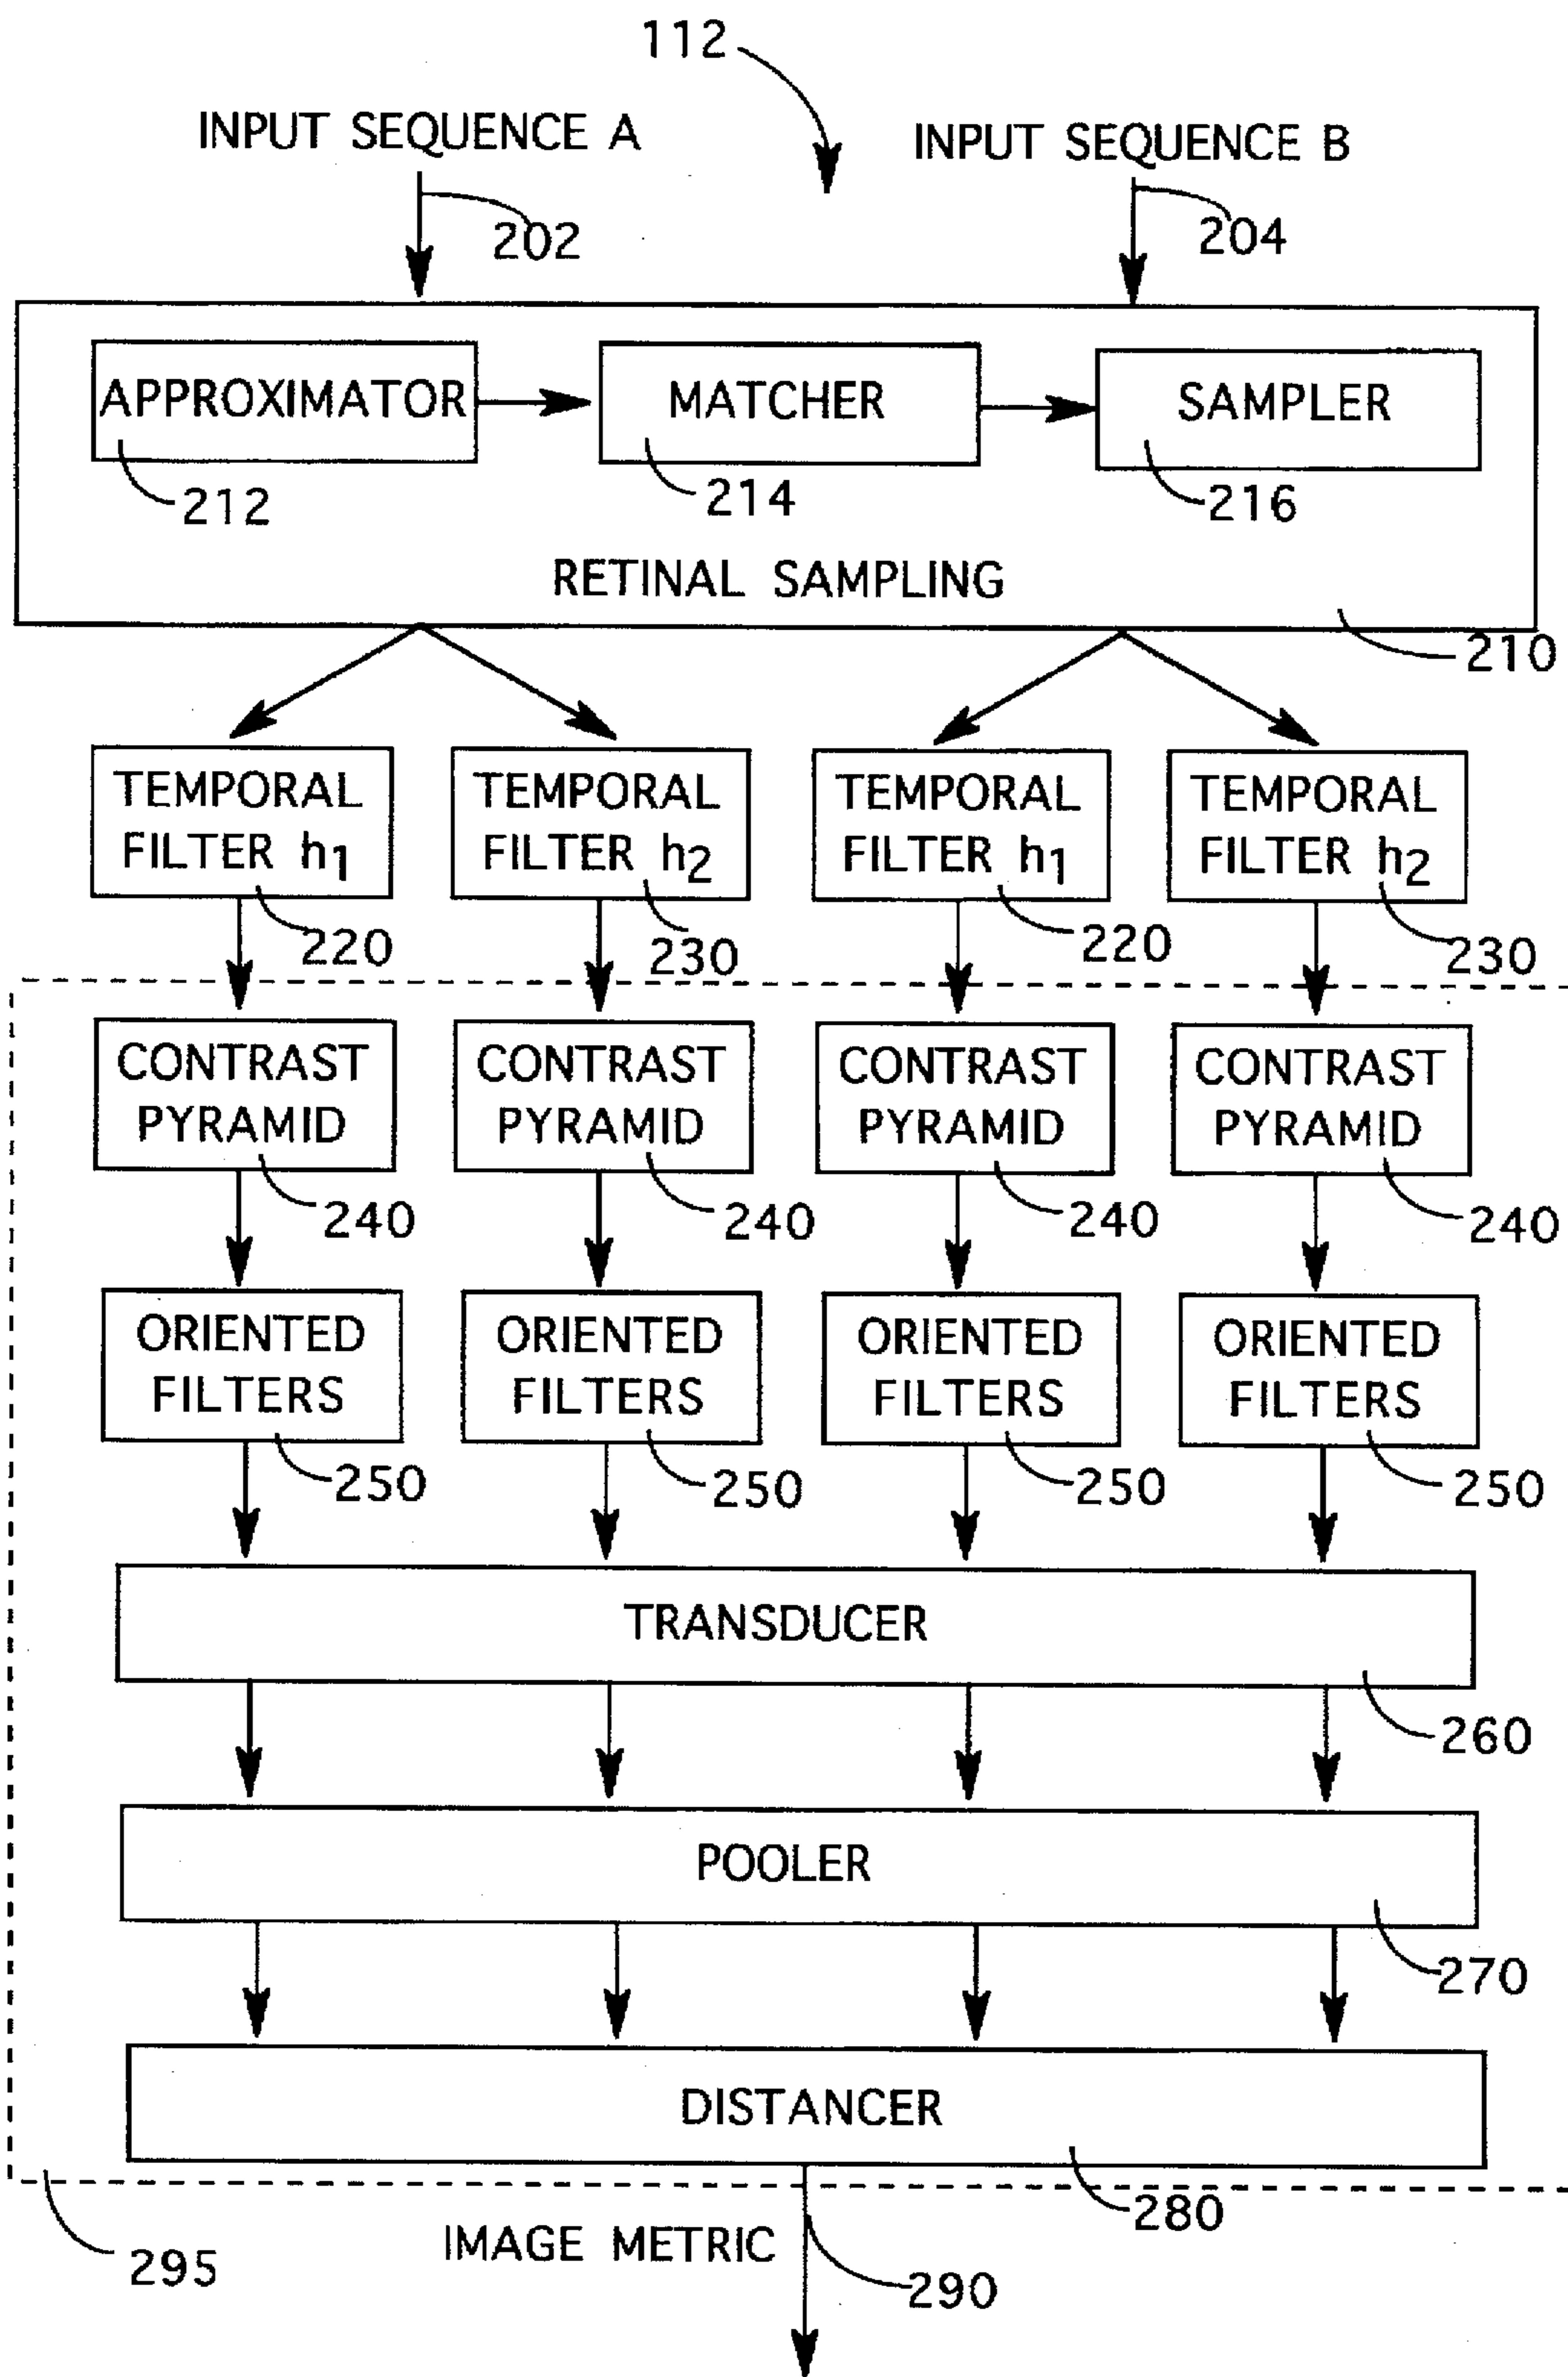 112
INPUT SEQUENCE A
INPUT SEQUENCE B
202
204
APPROXIMATOR
MATCHER
SAMPLER
212
214
216
RETINAL SAMPLING
210
TEMPORAL
FILTER h1
TEMPORAL
FILTER h2
TEMPORAL
FILTER h1
TEMPORAL
FILTER h2
220
230
220
230
CONTRAST
PYRAMID
CONTRAST
PYRAMID
CONTRAST
PYRAMID
CONTRAST
PYRAMID
240
240
240
240
ORIENTED
FILTERS
ORIENTED
FILTERS
ORIENTED
FILTERS
ORIENTED
FILTERS
250
250
250
250
TRANSDUCER
260
POOLER
270
DISTANCER
280
295
IMAGE METRIC
290